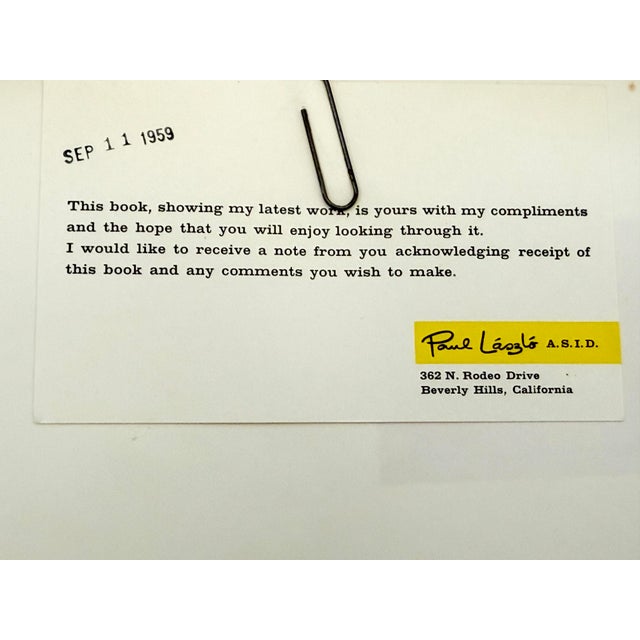 SEP 11 1959
This book, showing my latest work, is yours with my compliments
and the hope that you will enjoy looking through it.
I would like to receive a note from you acknowledging receipt of
this book and any comments you wish to make.
Paul László A.S.I.D.
362 N. Rodeo Drive
Beverly Hills, California